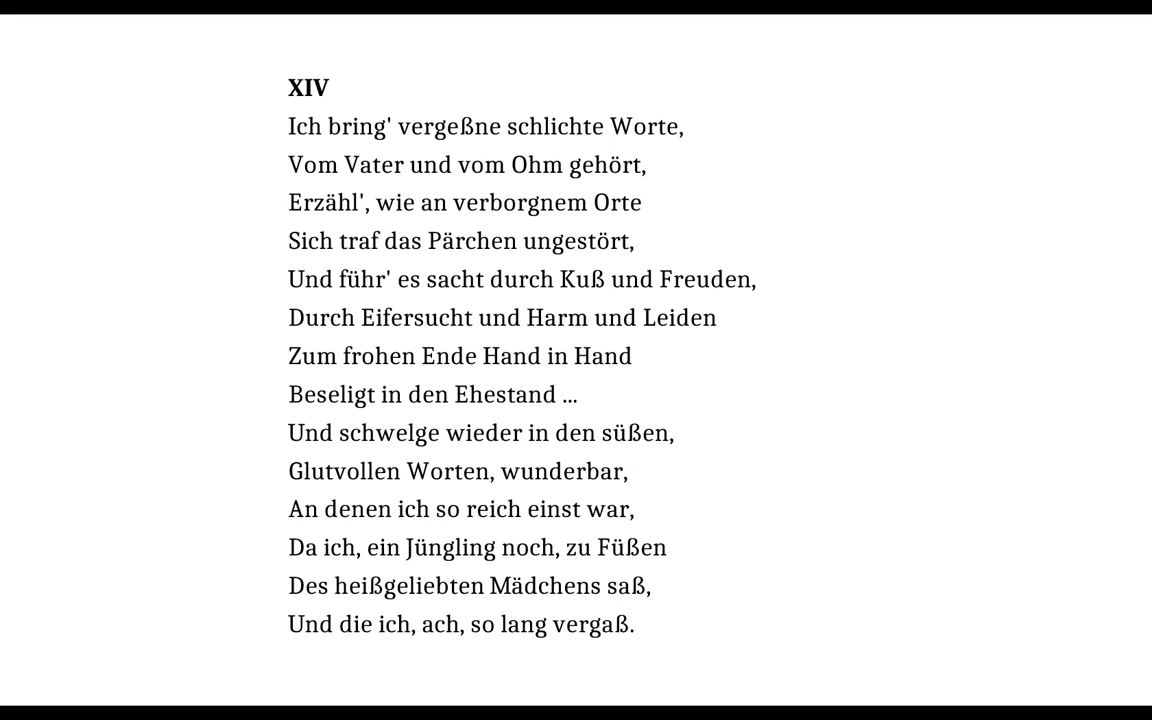 XIV
Ich bring' vergeßne schlichte Worte,
Vom Vater und vom Ohm gehört,
Erzähl', wie an verborgnem Orte
Sich traf das Pärchen ungestört,
Und führ' es sacht durch Kuß und Freuden,
Durch Eifersucht und Harm und Leiden
Zum frohen Ende Hand in Hand
Beseligt in den Ehestand ...
Und schwelge wieder in den süßen,
Glutvollen Worten, wunderbar,
An denen ich so reich einst war,
Da ich, ein Jüngling noch, zu Füßen
Des heißgeliebten Mädchens saß,
Und die ich, ach, so lang vergaß.